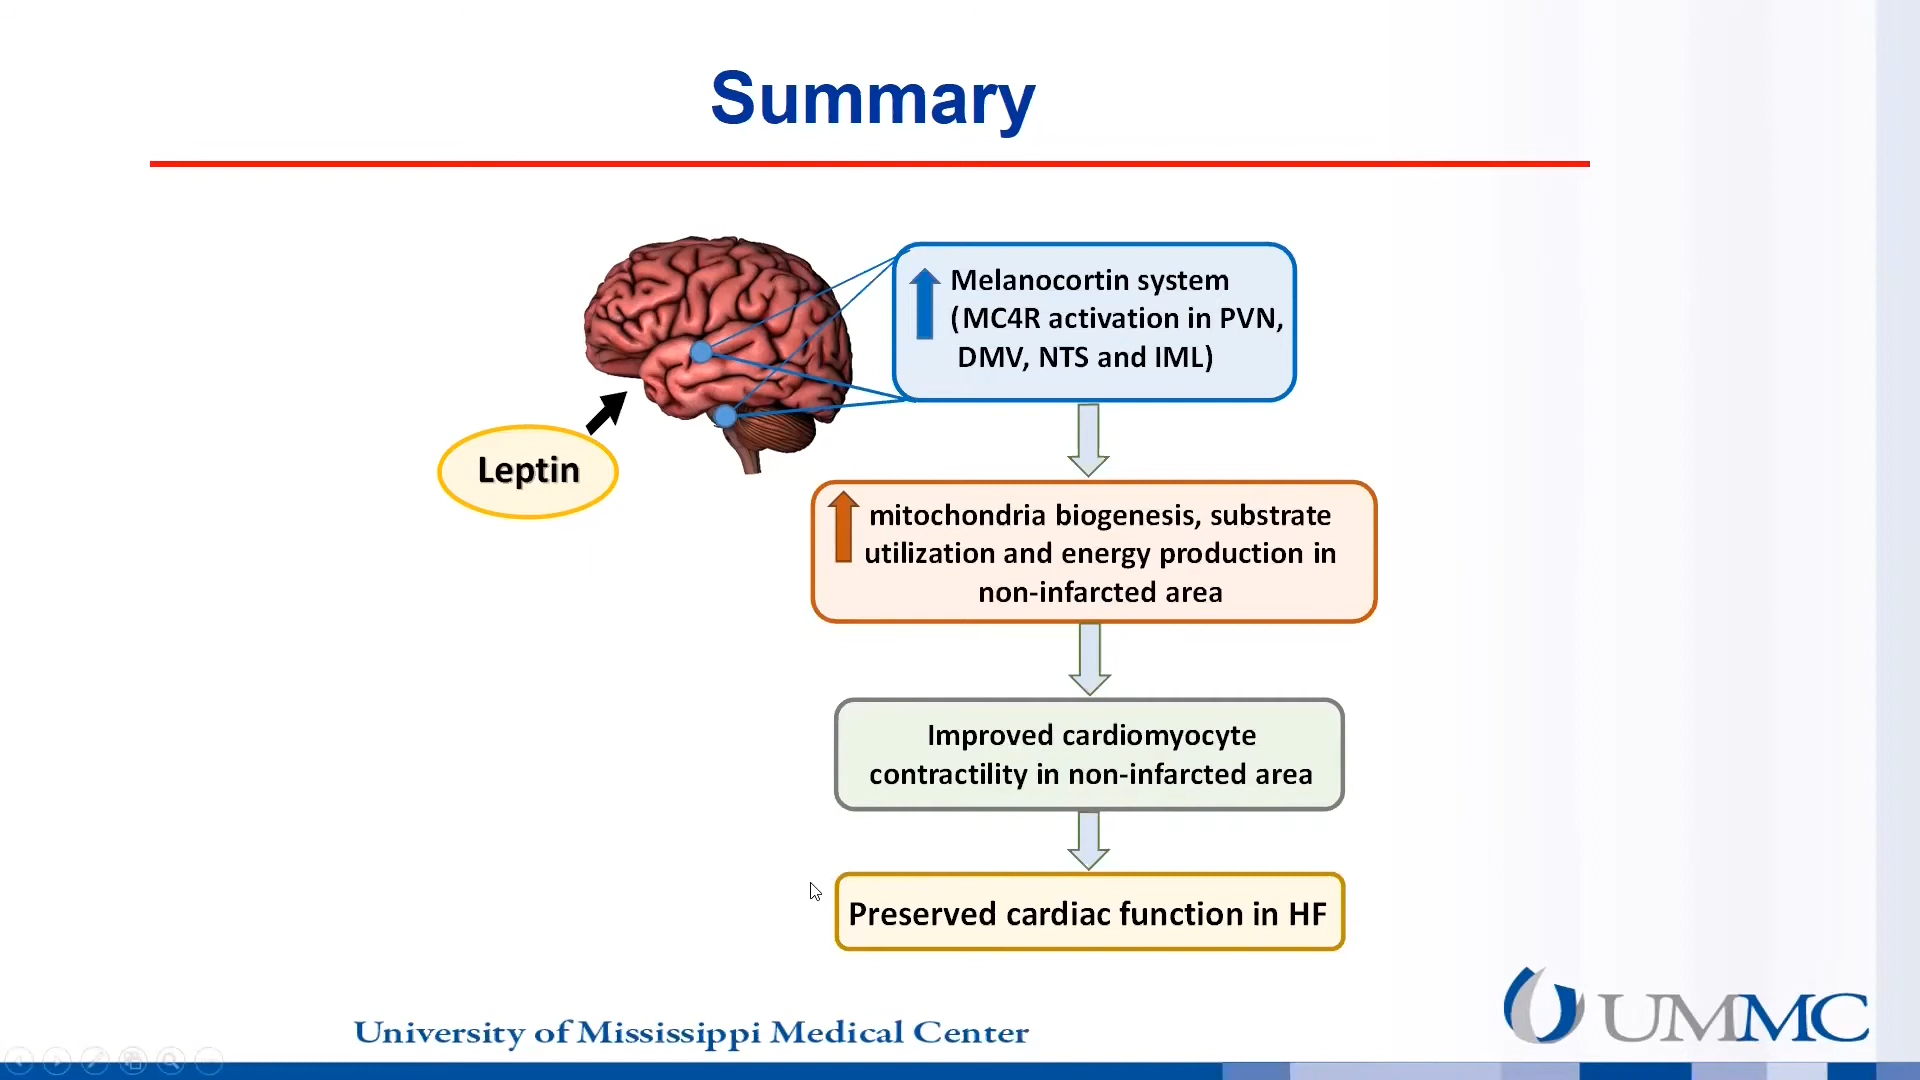 Summary
Melanocortin system
(MC4R activation in PVN,
DMV, NTS and IML)
Leptin
mitochondria biogenesis, substrate
utilization and energy production in
non-infarcted area
Improved cardiomyocyte
contractility in non-infarcted area
Preserved cardiac function in HF
University of Mississippi Medical Center
UMMC